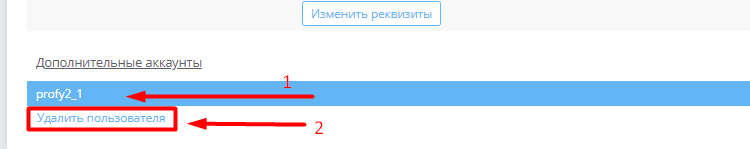 Изменить реквизиты
Дополнительные аккаунты
1
profy2_1
Удалить пользователя
2